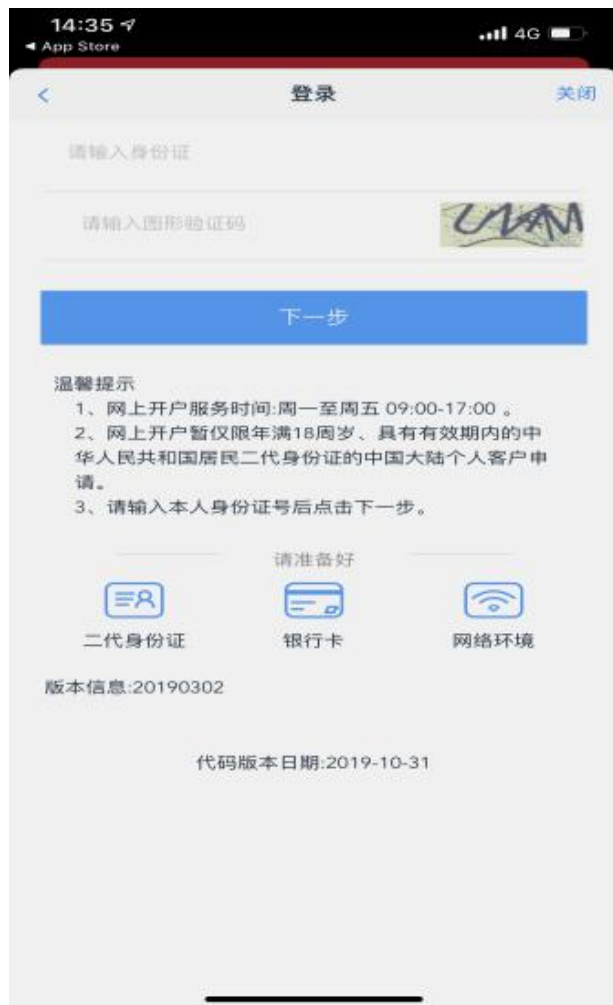 14:35
App Store
4G
登录
关闭
请输入身份证
请输入图形验证码
下一步
温馨提示
1、网上开户服务时间:周一至周五 09:00-17:00 。
2、网上开户暂仅限年满18周岁、具有有效期内的中
华人民共和国居民二代身份证的中国大陆个人客户申
请。
3、请输入本人身份证号后点击下一步。
请准备好
二代身份证
银行卡
网络环境
版本信息:20190302
代码版本日期:2019-10-31